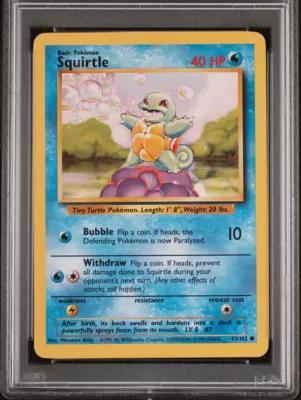 Basic Pokémon
Squirtle
40 HP
Tiny Turtle Pokémon. Length: 1' 8", Weight: 20 lbs.
Bubble Flip a coin. If heads, the
Defending Pokémon is now Paralyzed.
10
Withdraw Flip a coin. If heads, prevent
all damage done to Squirtle during your
opponent's next turn. (Any other effects of
attacks still happen.)
weakness
resistance
retreat cost
After birth, its back swells and hardens into a shell. It
powerfully sprays foam from its mouth. LV. 8 #7
Illus. Mitsuhiro Arita
63/102